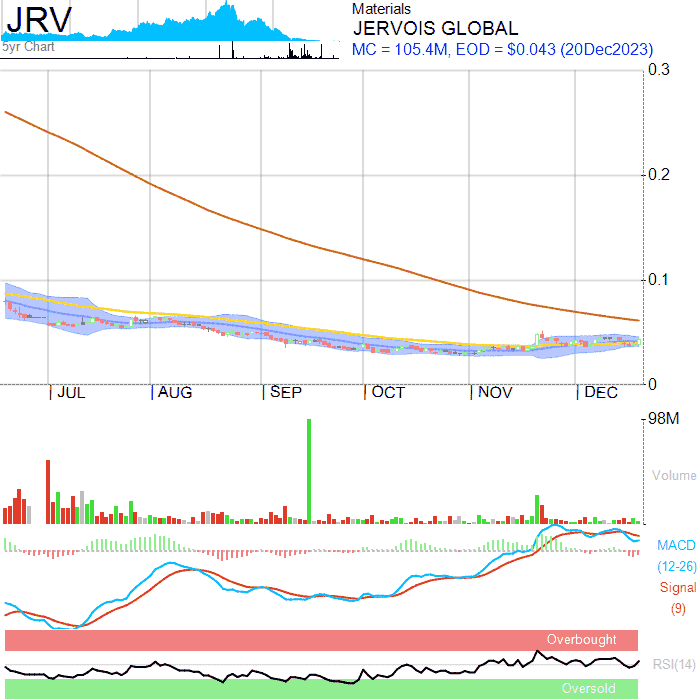 JRV
5yr Chart
Materials
JERVOIS GLOBAL
MC = 105.4M, EOD = $0.043 (20Dec2023)
0.3
0.2
0.1
0
JUL AUG SEP OCT NOV DEC
98M
Volume
MACD
(12-26)
Signal
(9)
Overbought
RSI(14)
Oversold